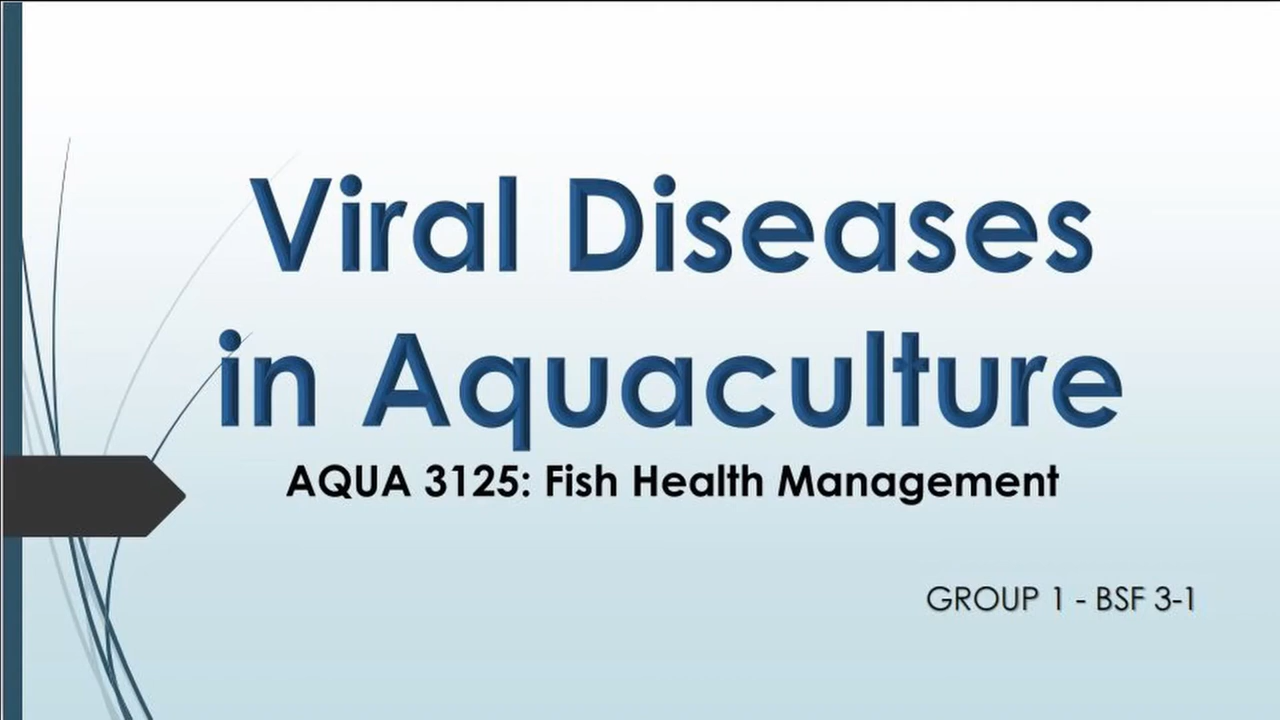 Viral Diseases
in Aquaculture
AQUA 3125: Fish Health Management
GROUP 1 - BSF 3-1